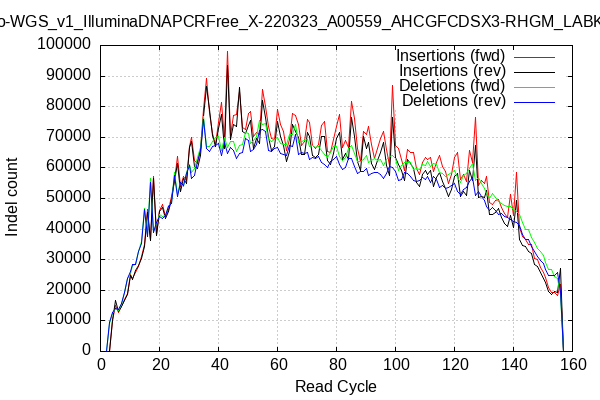 o-WGS_v1_IlluminaDNAPCRFree_X-220323_A00559_AHCGFCDSX3-RHGM_LABK
Insertions (fwd)
Insertions (rev)
Deletions (fwd)
Deletions (rev)
100000
90000
80000
70000
60000
50000
40000
30000
20000
10000
0
Indel count
0 20 40 60 80 100 120 140 160
Read Cycle